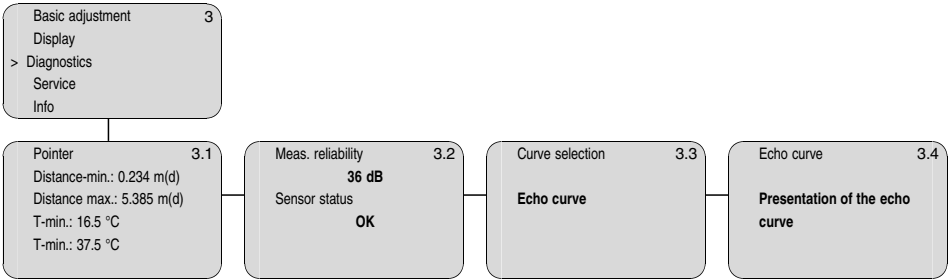 Basic adjustment 3
Display
> Diagnostics
Service
Info
Pointer 3.1
Distance-min.: 0.234 m(d)
Distance max.: 5.385 m(d)
T-min.: 16.5 °C
T-min.: 37.5 °C
Meas. reliability 3.2
36 dB
Sensor status
OK
Curve selection 3.3
Echo curve
Echo curve 3.4
Presentation of the echo
curve